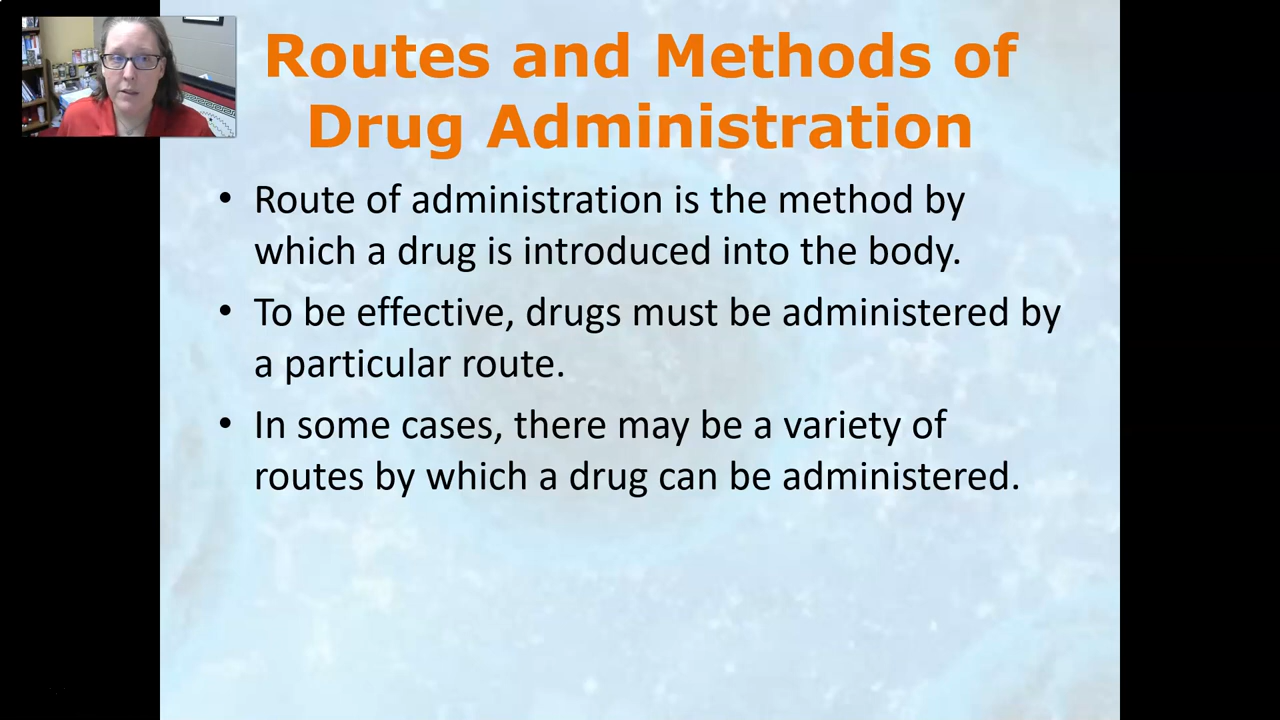 Routes and Methods of
Drug Administration
• Route of administration is the method by
which a drug is introduced into the body.
• To be effective, drugs must be administered by
a particular route.
• In some cases, there may be a variety of
routes by which a drug can be administered.